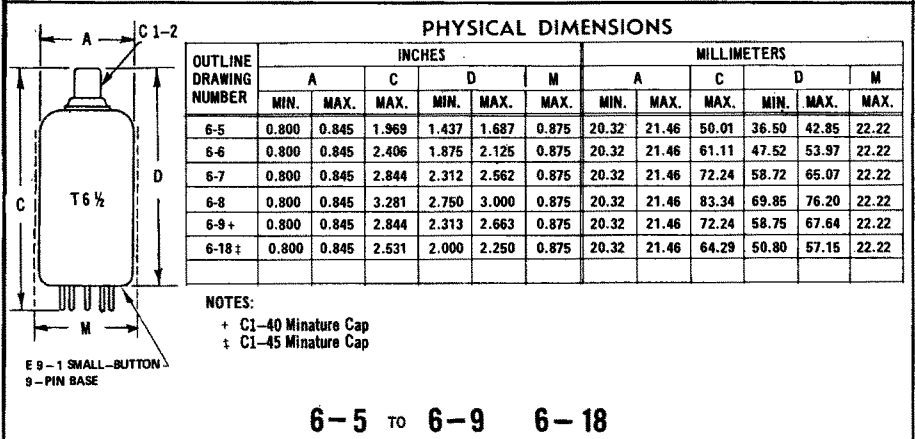 PHYSICAL DIMENSIONS
OUTLINE DRAWING NUMBER INCHES MILLIMETERS
A C D M A C D M
MIN. MAX. MAX. MIN. MAX. MAX. MIN. MAX. MAX. MIN. MAX. MAX.
6-5 0.800 0.845 1.969 1.437 1.687 0.875 20.32 21.46 50.01 36.50 42.85 22.22
6-6 0.800 0.845 2.406 1.875 2.125 0.875 20.32 21.46 61.11 47.52 53.97 22.22
6-7 0.800 0.845 2.844 2.312 2.562 0.875 20.32 21.46 72.24 58.72 65.07 22.22
6-8 0.800 0.845 3.281 2.750 3.000 0.875 20.32 21.46 83.34 69.85 76.20 22.22
6-9+ 0.800 0.845 2.844 2.313 2.663 0.875 20.32 21.46 72.24 58.75 67.64 22.22
6-18‡ 0.800 0.845 2.531 2.000 2.250 0.875 20.32 21.46 64.29 50.80 57.15 22.22
A
C 1-2
C
D
T 6 ½
M
E 9-1 SMALL-BUTTON
9-PIN BASE
NOTES:
+ C1-40 Minature Cap
‡ C1-45 Minature Cap
6-5 TO 6-9 6-18